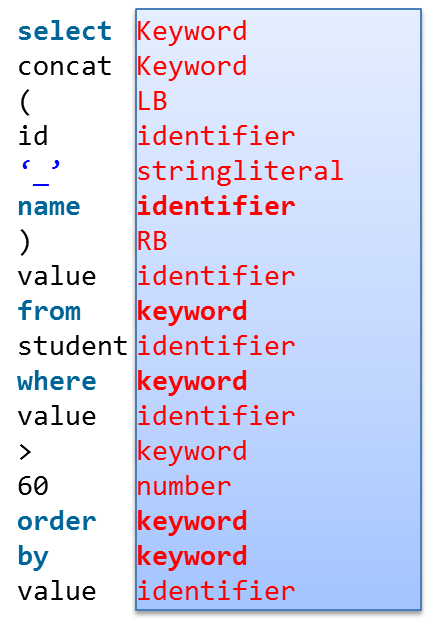 select Keyword
concat Keyword
( LB
id identifier
‘_’ stringliteral
name identifier
) RB
value identifier
from keyword
student identifier
where keyword
value identifier
> keyword
60 number
order keyword
by keyword
value identifier